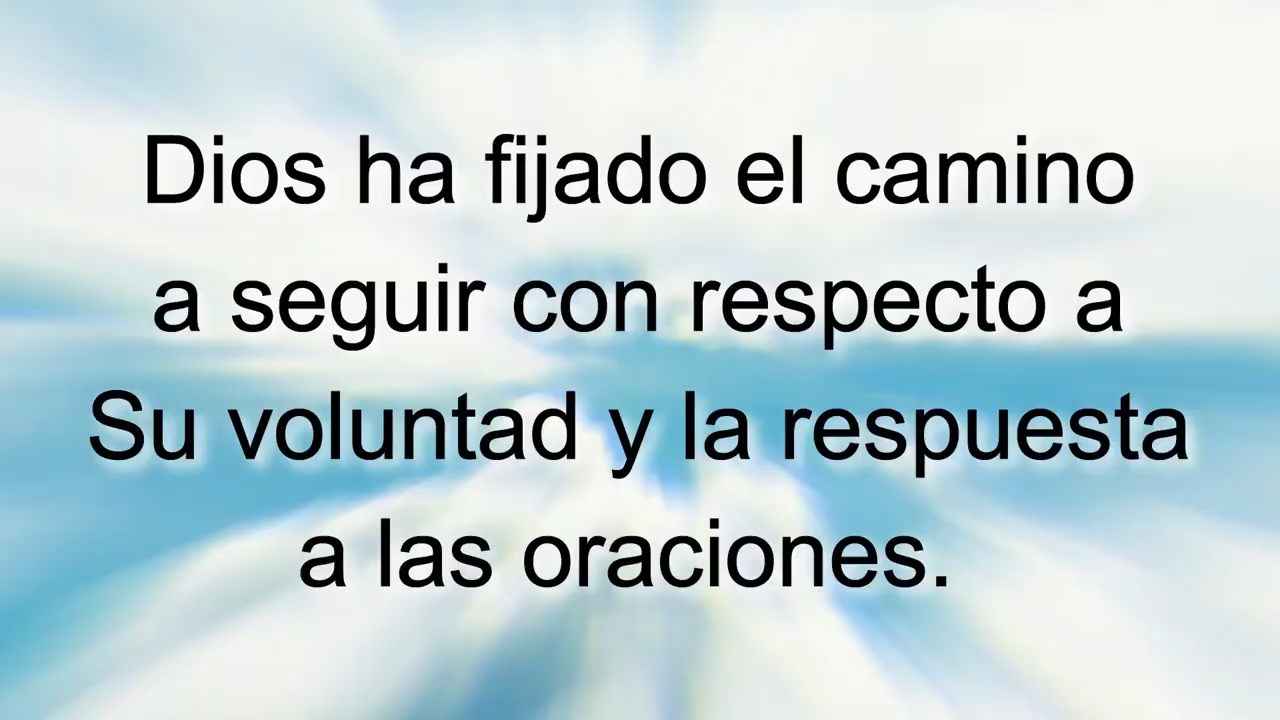 Dios ha fijado el camino
a seguir con respecto a
Su voluntad y la respuesta
a las oraciones.